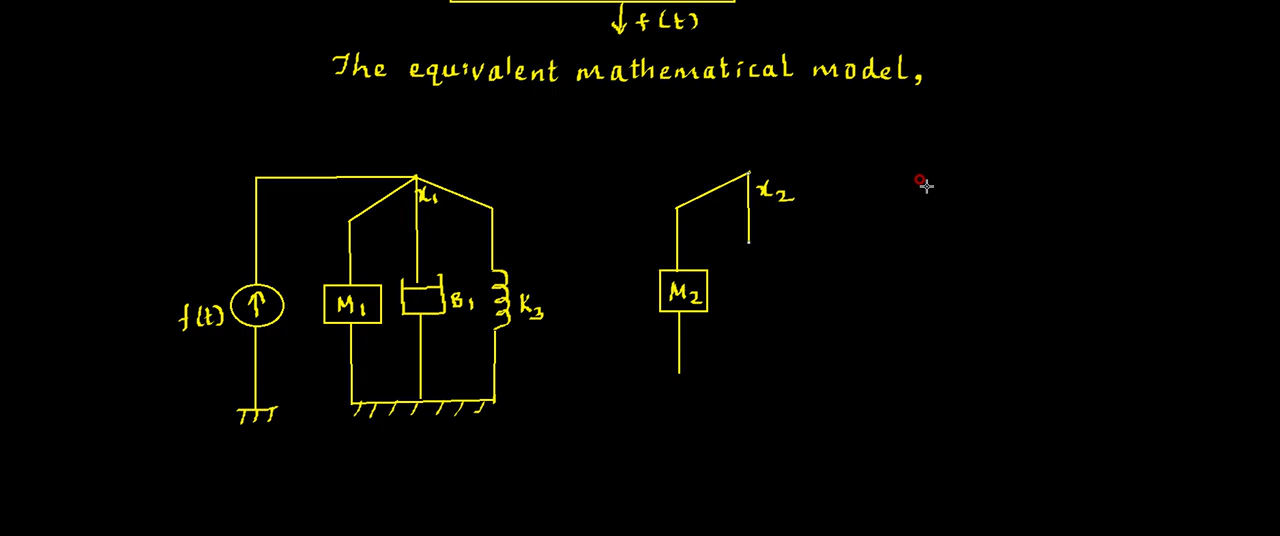 f(t)
The equivalent mathematical model,
x₁
x₂
f(t)
M₁
B₁
K₃
M₂